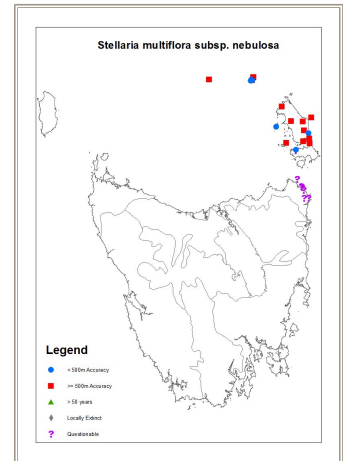 Stellaria multiflora subsp. nebulosa
?
?
?
??
Legend
< 500m Accuracy
>= 500m Accuracy
> 50 years
Locally Extinct
? Questionable